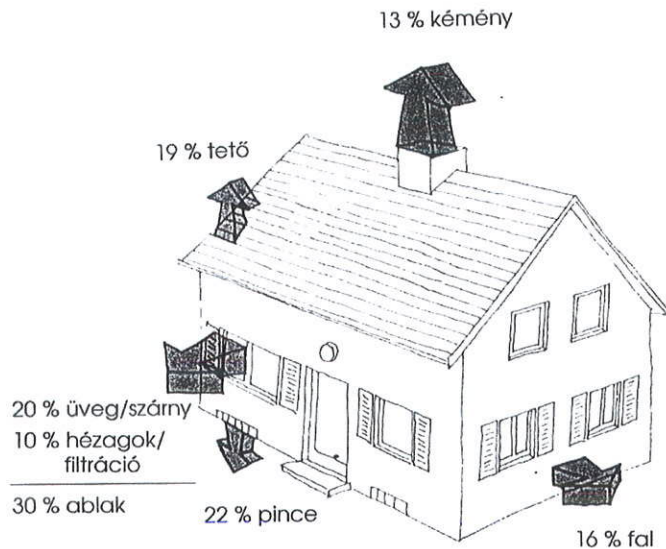 13 % kémény
19 % tető
20 % üveg/szárny
10 % hézagok/
filtráció
30 % ablak
22 % pince
16 % fal